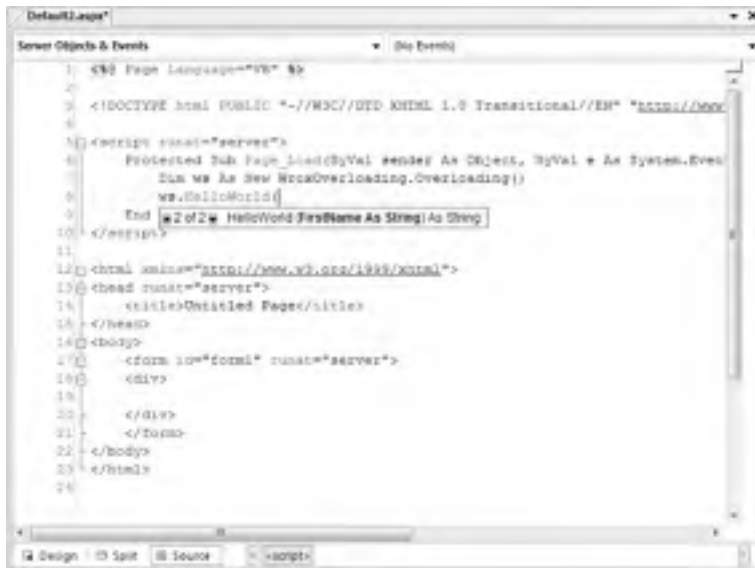 Default2.aspx*
Server Objects & Events (No Events)
1 <%@ Page Language="VB" %>
2
3 <!DOCTYPE html PUBLIC "-//W3C//DTD XHTML 1.0 Transitional//EN" "http://www
4
5 <script runat="server">
6 Protected Sub Page_Load(ByVal sender As Object, ByVal e As System.Even
7 Dim ws As New WroxOverloading.Overloading()
8 ws.HelloWorld(
9 End
2 of 2 HelloWorld (FirstName As String) As String
10 </script>
11
12 <html xmlns="http://www.w3.org/1999/xhtml">
13 <head runat="server">
14 <title>Untitled Page</title>
15 </head>
16 <body>
17 <form id="form1" runat="server">
18 <div>
19
20 </div>
21 </form>
22 </body>
23 </html>
24
Design Split Source <script>